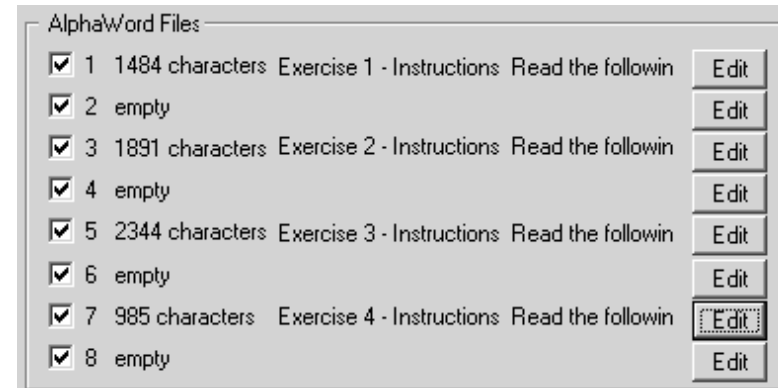 AlphaWord Files
1 1484 characters Exercise 1 - Instructions Read the followin Edit
2 empty Edit
3 1891 characters Exercise 2 - Instructions Read the followin Edit
4 empty Edit
5 2344 characters Exercise 3 - Instructions Read the followin Edit
6 empty Edit
7 985 characters Exercise 4 - Instructions Read the followin Edit
8 empty Edit